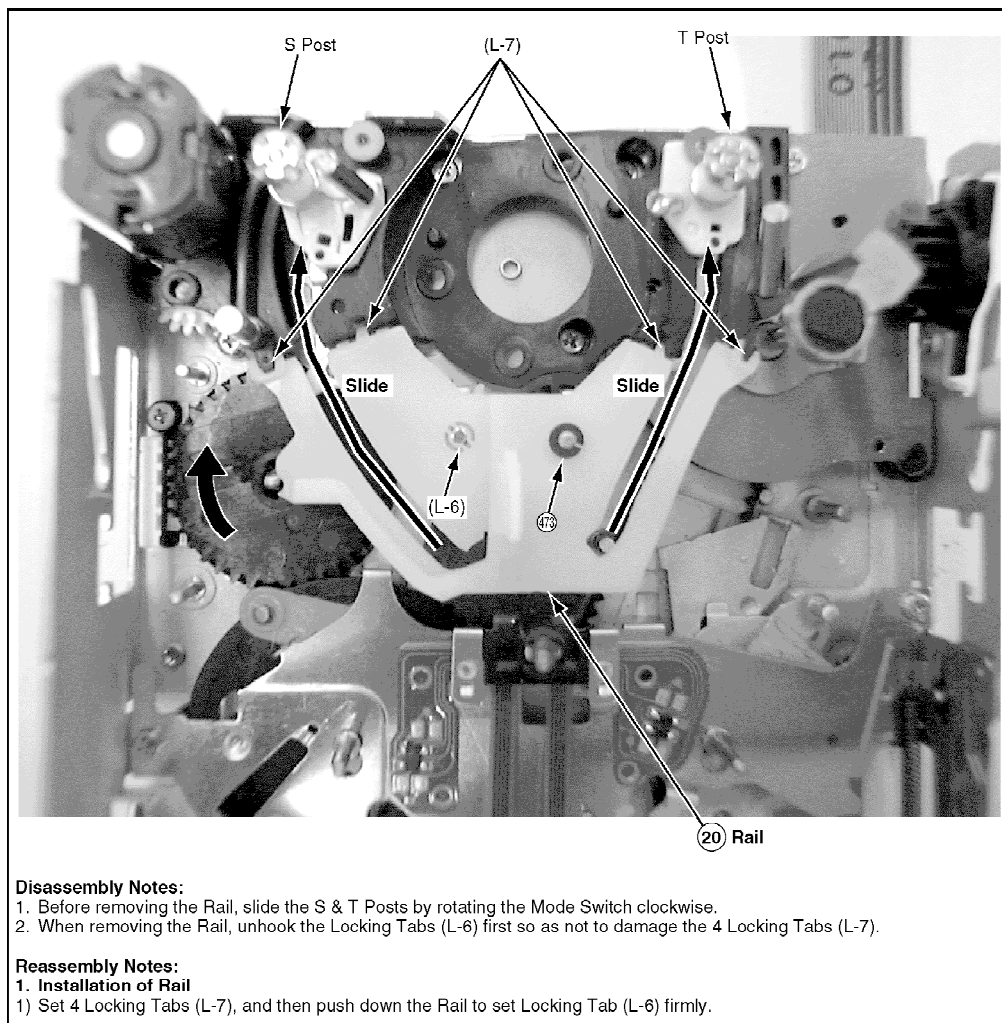 S Post
(L-7)
T Post
Slide
Slide
(L-6)
473
20 Rail
Disassembly Notes:
1. Before removing the Rail, slide the S & T Posts by rotating the Mode Switch clockwise.
2. When removing the Rail, unhook the Locking Tabs (L-6) first so as not to damage the 4 Locking Tabs (L-7).
Reassembly Notes:
1. Installation of Rail
1) Set 4 Locking Tabs (L-7), and then push down the Rail to set Locking Tab (L-6) firmly.